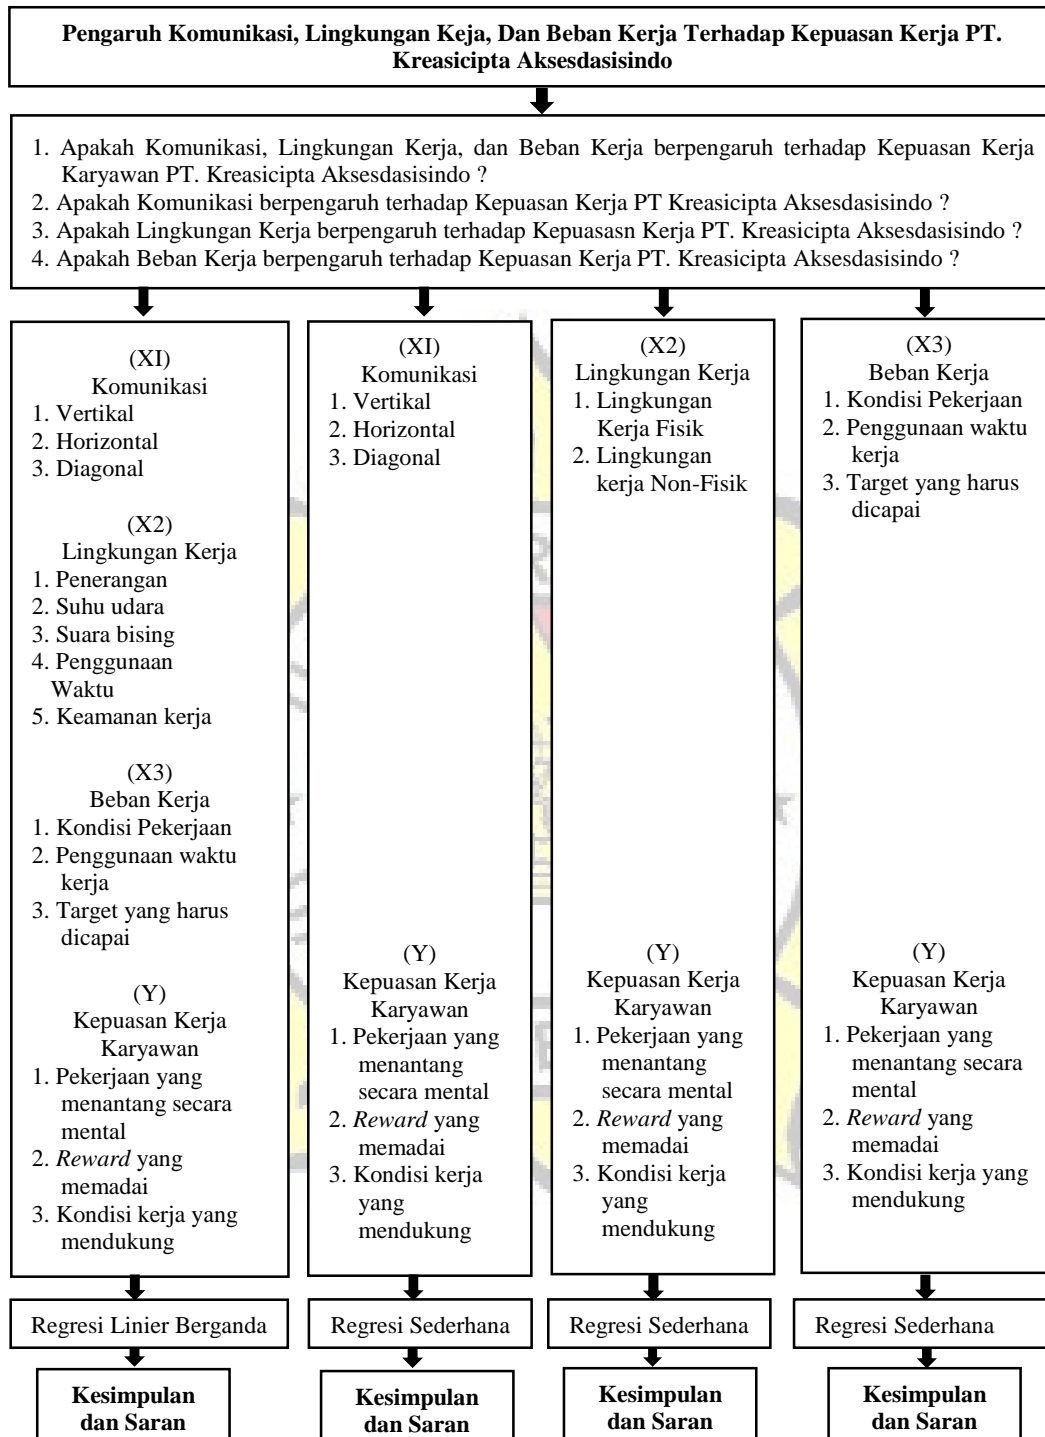 Pengaruh Komunikasi, Lingkungan Keja, Dan Beban Kerja Terhadap Kepuasan Kerja PT.
Kreasicipta Aksesdasisindo
1. Apakah Komunikasi, Lingkungan Kerja, dan Beban Kerja berpengaruh terhadap Kepuasan Kerja
Karyawan PT. Kreasicipta Aksesdasisindo ?
2. Apakah Komunikasi berpengaruh terhadap Kepuasan Kerja PT Kreasicipta Aksesdasisindo ?
3. Apakah Lingkungan Kerja berpengaruh terhadap Kepuasasn Kerja PT. Kreasicipta Aksesdasisindo ?
4. Apakah Beban Kerja berpengaruh terhadap Kepuasan Kerja PT. Kreasicipta Aksesdasisindo ?
(XI)
Komunikasi
1. Vertikal
2. Horizontal
3. Diagonal
(X2)
Lingkungan Kerja
1. Penerangan
2. Suhu udara
3. Suara bising
4. Penggunaan
Waktu
5. Keamanan kerja
(X3)
Beban Kerja
1. Kondisi Pekerjaan
2. Penggunaan waktu
kerja
3. Target yang harus
dicapai
(Y)
Kepuasan Kerja
Karyawan
1. Pekerjaan yang
menantang secara
mental
2. Reward yang
memadai
3. Kondisi kerja yang
mendukung
Regresi Linier Berganda
Kesimpulan
dan Saran
(XI)
Komunikasi
1. Vertikal
2. Horizontal
3. Diagonal
(Y)
Kepuasan Kerja
Karyawan
1. Pekerjaan yang
menantang
secara mental
2. Reward yang
memadai
3. Kondisi kerja
yang
mendukung
Regresi Sederhana
Kesimpulan
dan Saran
(X2)
Lingkungan Kerja
1. Lingkungan
Kerja Fisik
2. Lingkungan
kerja Non-Fisik
(Y)
Kepuasan Kerja
Karyawan
1. Pekerjaan yang
menantang
secara mental
2. Reward yang
memadai
3. Kondisi kerja
yang
mendukung
Regresi Sederhana
Kesimpulan
dan Saran
(X3)
Beban Kerja
1. Kondisi Pekerjaan
2. Penggunaan waktu
kerja
3. Target yang harus
dicapai
(Y)
Kepuasan Kerja
Karyawan
1. Pekerjaan yang
menantang secara
mental
2. Reward yang
memadai
3. Kondisi kerja yang
mendukung
Regresi Sederhana
Kesimpulan
dan Saran